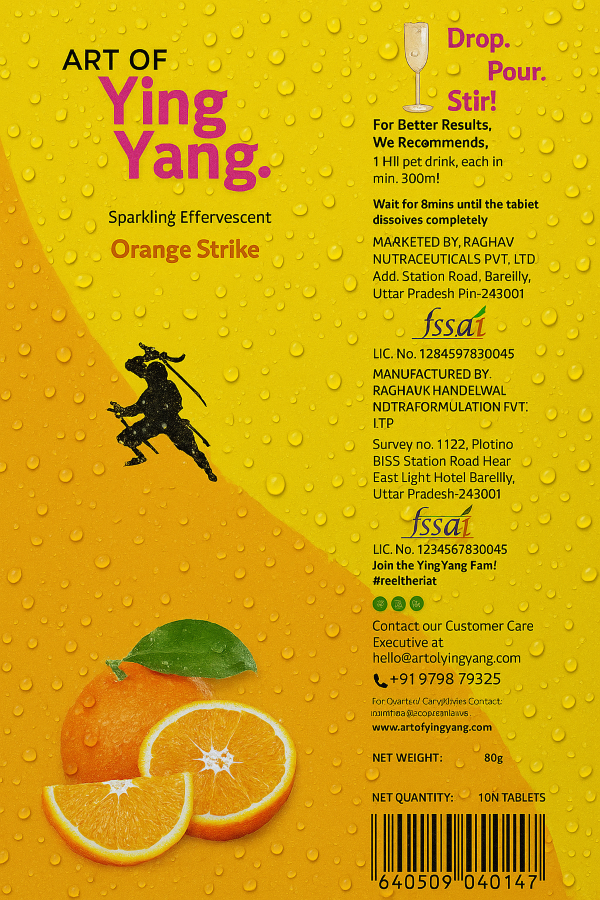 ART OF
Ying
Yang.
Sparkling Effervescent
Orange Strike
Drop.
Pour.
Stir!
For Better Results,
We Recommends,
1 Hll pet drink, each in
min. 300m!
Wait for 8mins until the tabiet
dissoives completely
MARKETED BY, RAGHAV
NUTRACEUTICALS PVT, LTD
Add. Station Road, Bareilly,
Uttar Pradesh Pin-243001
fssai
LIC. No. 1284597830045
MANUFACTURED BY.
RAGHAUK HANDELWAL
NDTRAFORMULATION FVT.
LTP
Survey no. 1122, Plotino
BISS Station Road Hear
East Light Hotel Barellly,
Uttar Pradesh-243001
fssai
LIC. No. 1234567830045
Join the YingYang Fam!
#reeltheriat
Contact our Customer Care
Executive at
hello@artolyingyang.com
+91 9798 79325
Contact:
www.artofyingyang.com
NET WEIGHT: 80g
NET QUANTITY: 10N TABLETS
640509 040147